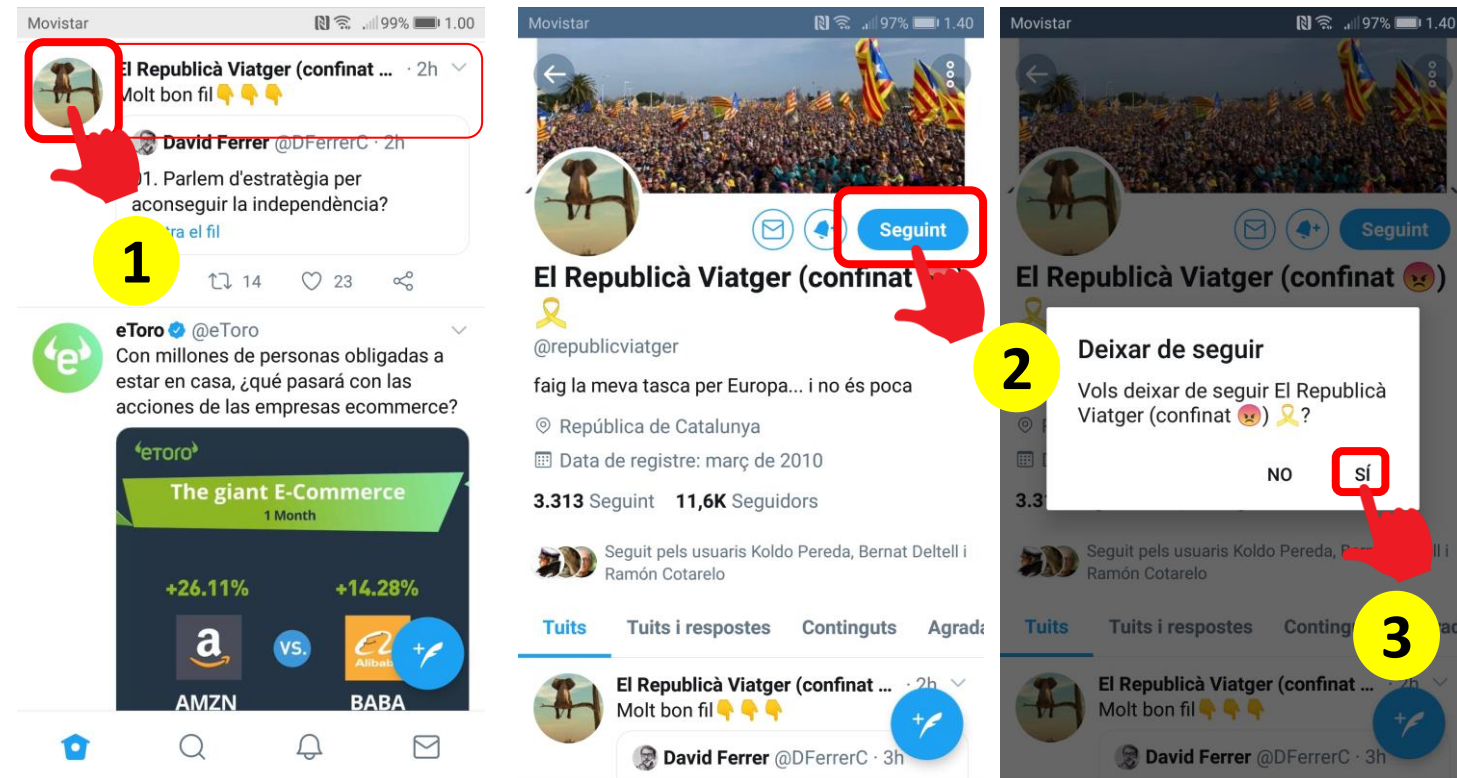 Movistar 99% 1.00
El Republicà Viatger (confinat ... · 2h
Molt bon fil👇👇👇
David Ferrer @DFerrerC · 2h
01. Parlem d'estratègia per
aconseguir la independència?
el fil
1
14 23
eToro @eToro
Con millones de personas obligadas a
estar en casa, ¿qué pasará con las
acciones de las empresas ecommerce?
eToro
The giant E-Commerce
1 Month
+26.11% +14.28%
a VS. Alibaba
AMZN BABA
Movistar 97% 1.40
Seguint
El Republicà Viatger (confinat
🎗
@republicviatger
faig la meva tasca per Europa... i no és poca
República de Catalunya
Data de registre: març de 2010
3.313 Seguint 11,6K Seguidors
Seguit pels usuaris Koldo Pereda, Bernat Deltell i
Ramón Cotarelo
Tuits Tuits i respostes Continguts Agrada
El Republicà Viatger (confinat ... · 2h
Molt bon fil👇👇👇
David Ferrer @DFerrerC · 3h
2
Movistar 97% 1.40
Seguint
El Republicà Viatger (confinat 😡)
Deixar de seguir
Vols deixar de seguir El Republicà
Viatger (confinat 😡) 🎗?
NO SÍ
Seguit pels usuaris Koldo Pereda,
Ramón Cotarelo
Tuits Tuits i respostes
El Republicà Viatger (confinat ... · 2h
Molt bon fil👇👇👇
David Ferrer @DFerrerC · 3h
3